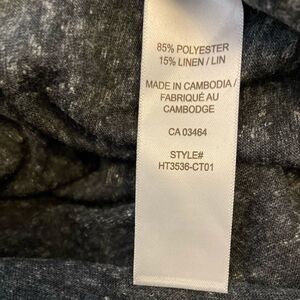 85% POLYESTER
15% LINEN / LIN
MADE IN CAMBODIA /
FABRIQUÉ AU
CAMBODGE
CA 03464
STYLE#
HT3536-CT01